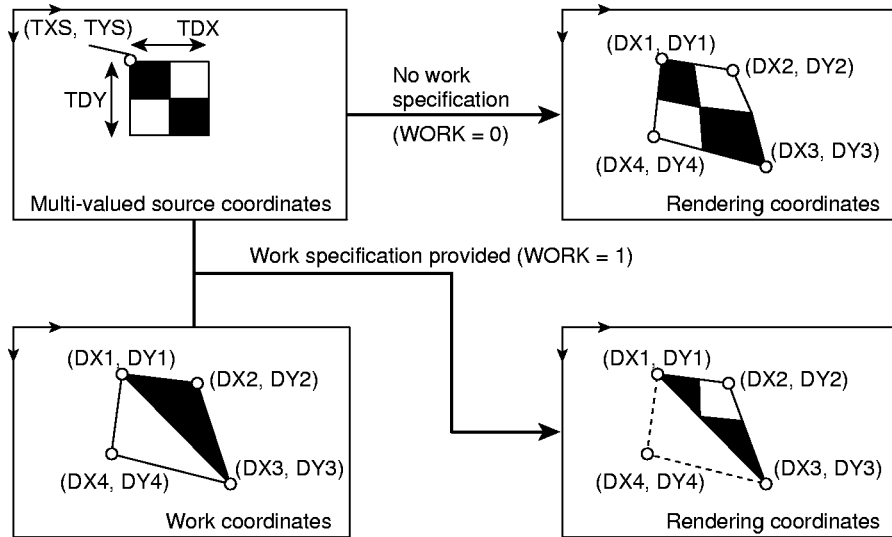 (TXS, TYS)
TDX
TDY
Multi-valued source coordinates
No work
specification
(WORK = 0)
(DX1, DY1)
(DX2, DY2)
(DX3, DY3)
(DX4, DY4)
Rendering coordinates
Work specification provided (WORK = 1)
(DX1, DY1)
(DX2, DY2)
(DX4, DY4)
(DX3, DY3)
Work coordinates
(DX1, DY1)
(DX2, DY2)
(DX4, DY4)
(DX3, DY3)
Rendering coordinates